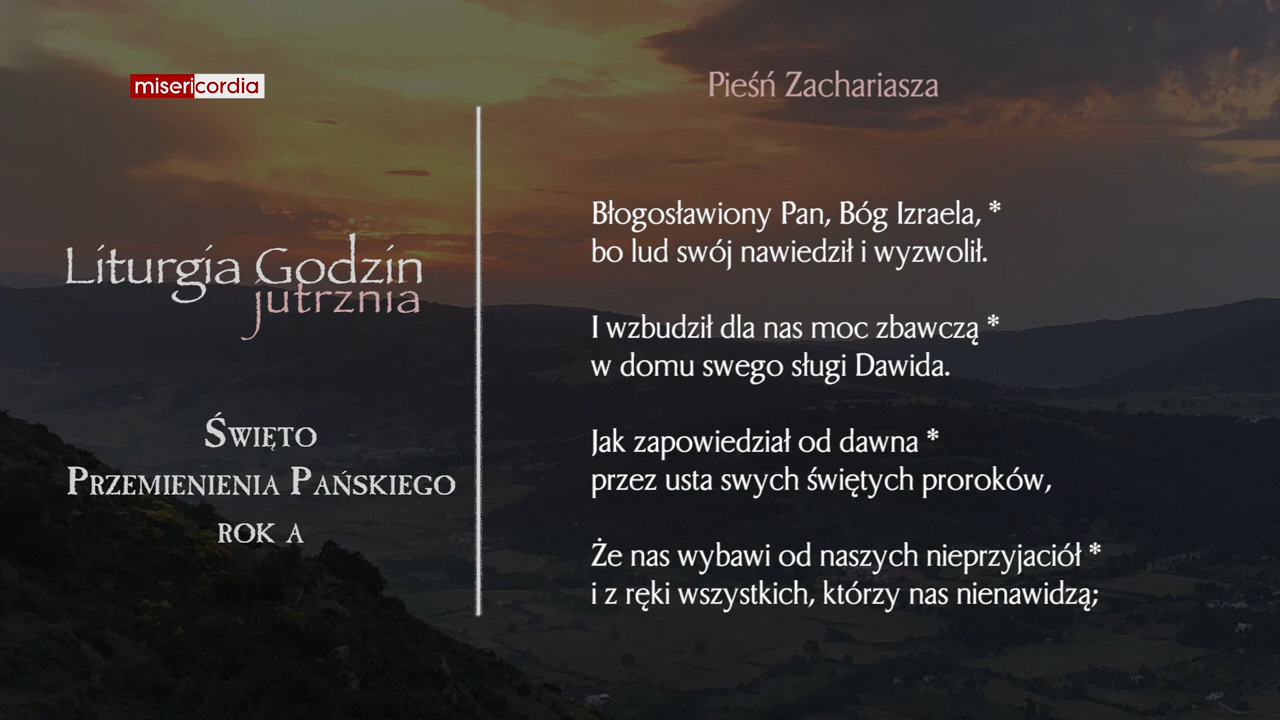 misericordia
Liturgia Godzin
jutrznia
Święto
Przemienienia Pańskiego
rok A
Pieśń Zachariasza
Błogosławiony Pan, Bóg Izraela, *
bo lud swój nawiedził i wyzwolił.
I wzbudził dla nas moc zbawczą *
w domu swego sługi Dawida.
Jak zapowiedział od dawna *
przez usta swych świętych proroków,
Że nas wybawi od naszych nieprzyjaciół *
i z ręki wszystkich, którzy nas nienawidzą;